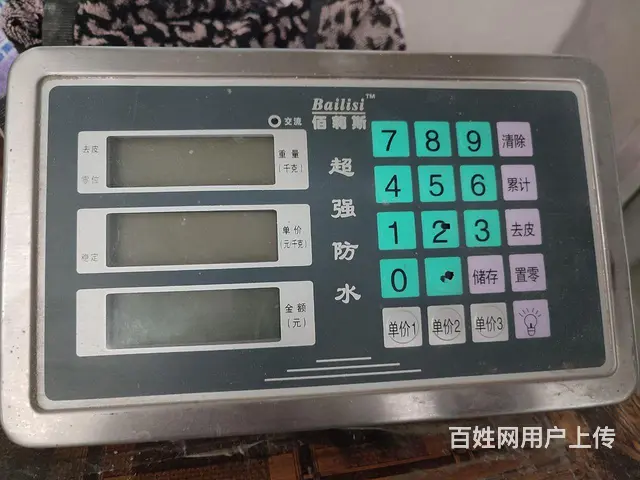 Bailisi™
佰莉斯
交流
去皮
零位
重量
(千克)
稳定
单价
(元/千克)
金额
(元)
超强防水
7 8 9 清除
4 5 6 累计
1 2 3 去皮
0 . 储存 置零
单价1 单价2 单价3
百姓网用户上传